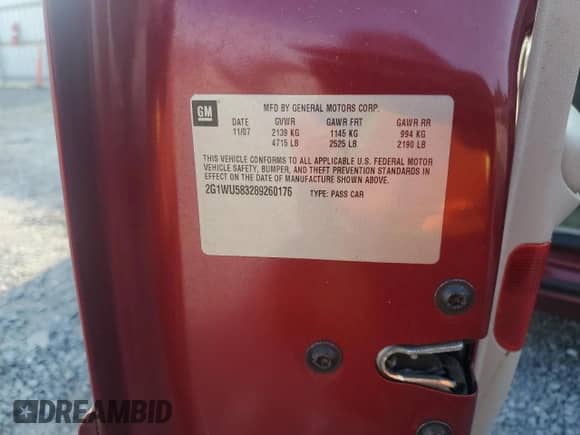 GM
MFD BY GENERAL MOTORS CORP.
DATE GVWR GAWR FRT GAWR RR
11/07 2139 KG 1145 KG 994 KG
4715 LB 2525 LB 2190 LB
THIS VEHICLE CONFORMS TO ALL APPLICABLE U.S. FEDERAL MOTOR
VEHICLE SAFETY, BUMPER, AND THEFT PREVENTION STANDARDS IN
EFFECT ON THE DATE OF MANUFACTURE SHOWN ABOVE.
2G1WU583289260176 TYPE: PASS CAR
DREAMBID